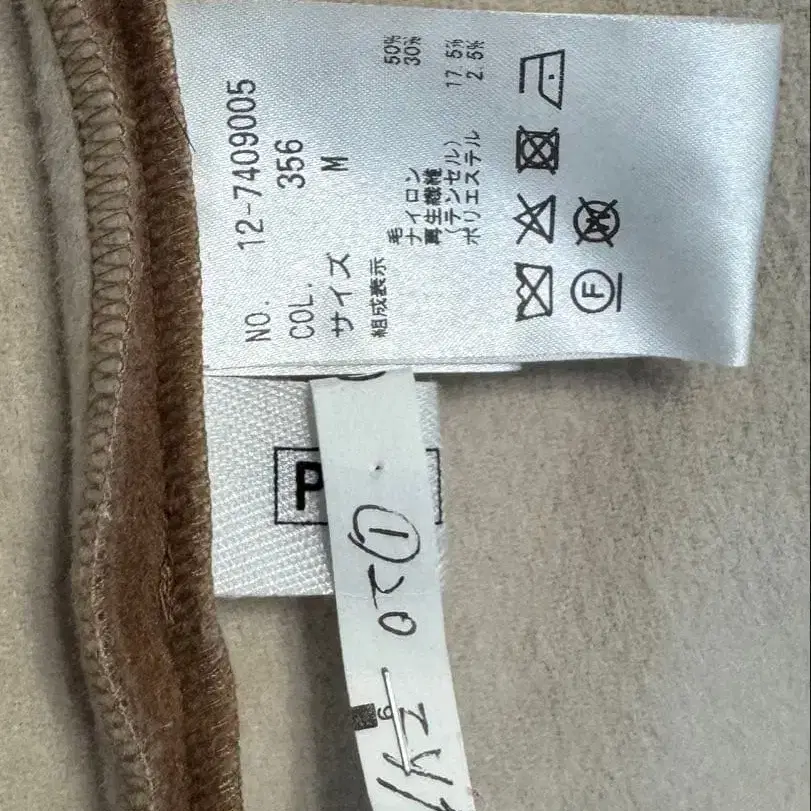 NO. 12-7409005
COL. 356
サイズ M
組成表示
毛 50%
ナイロン 30%
再生繊維
(テンセル) 17.5%
ポリエステル 2.5%
F
P